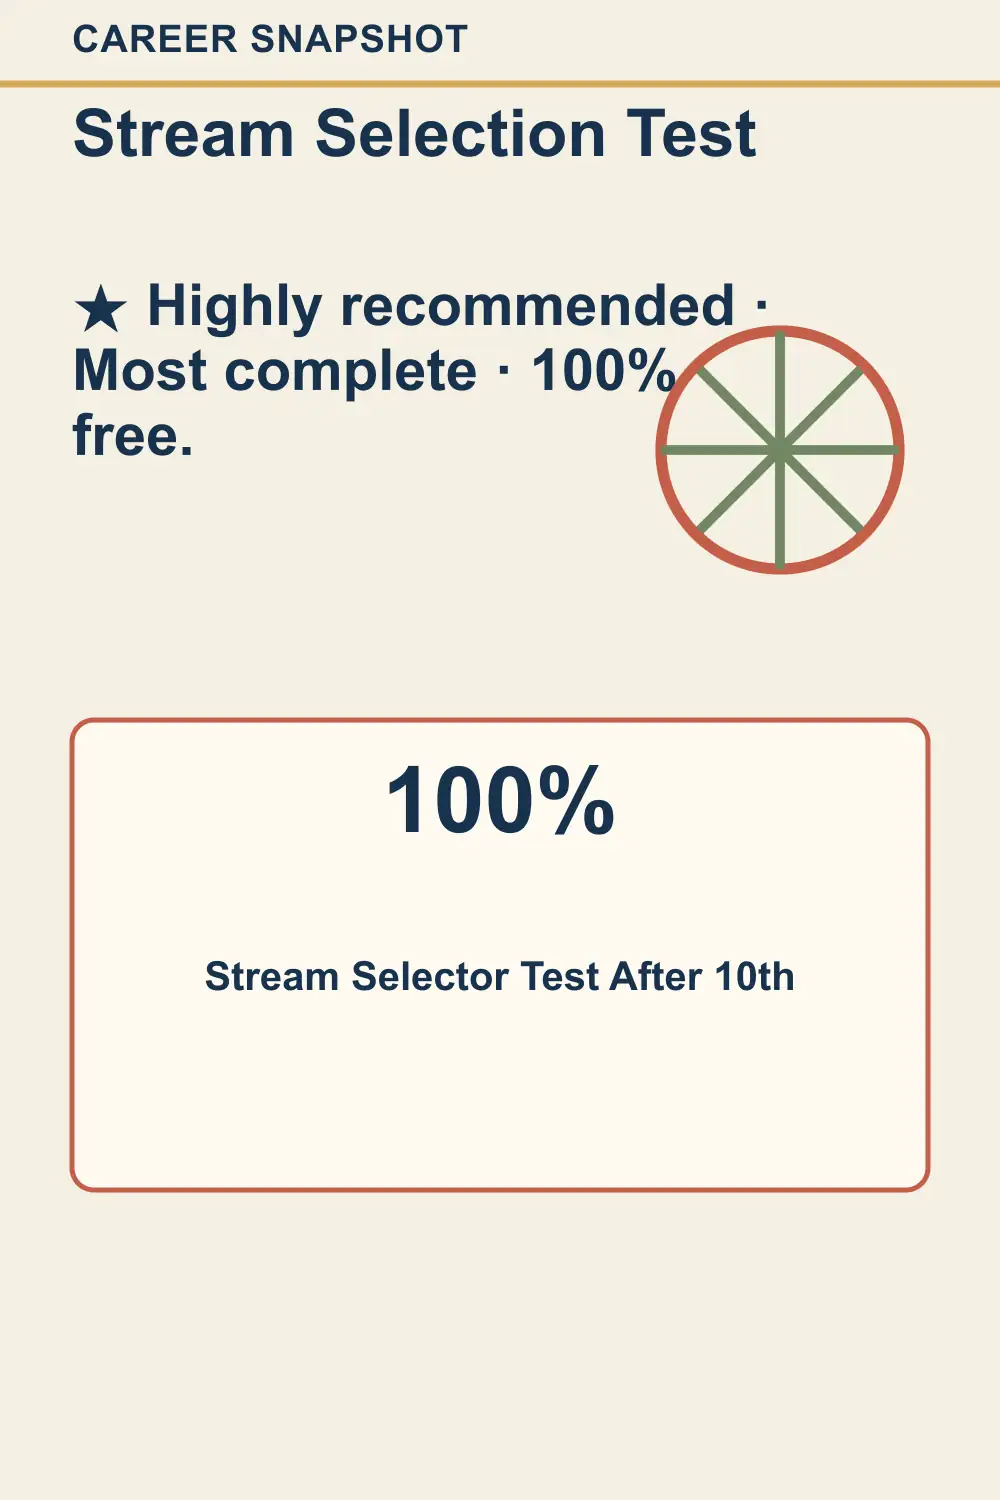 CAREER SNAPSHOT
Stream Selection Test
★ Highly recommended ·
Most complete · 100%
free.
100%
Stream Selector Test After 10th